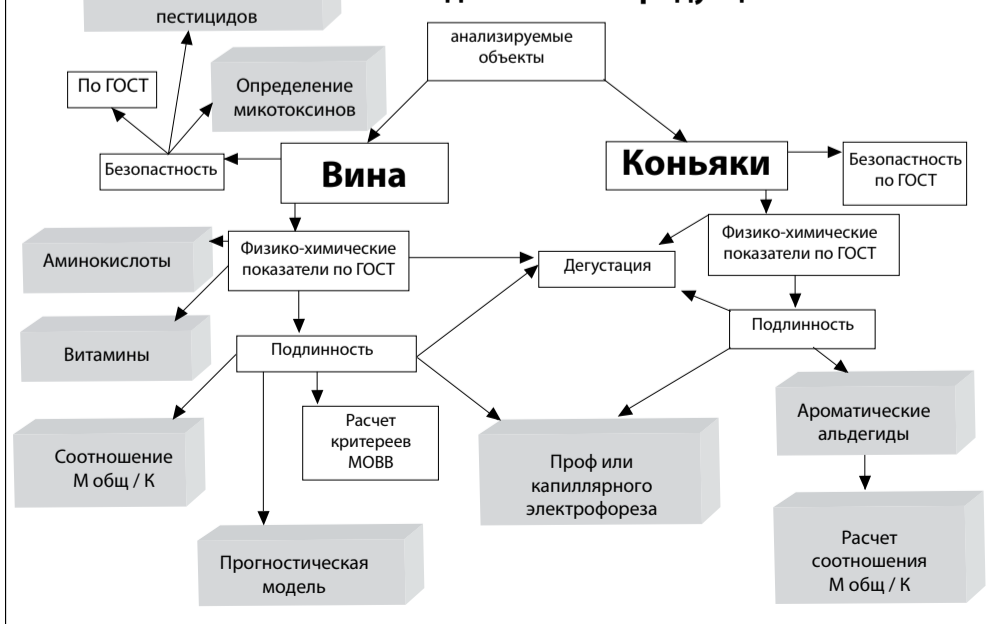 пестицидов
анализируемые
объекты
По ГОСТ
Определение
микотоксинов
Безопастность
Вина
Коньяки
Безопастность
по ГОСТ
Аминокислоты
Физико-химические
показатели по ГОСТ
Дегустация
Физико-химические
показатели по ГОСТ
Витамины
Подлинность
Подлинность
Соотношение
М общ / К
Расчет
критереев
МОВВ
Проф или
капиллярного
электрофореза
Ароматические
альдегиды
Прогностическая
модель
Расчет
соотношения
М общ / К